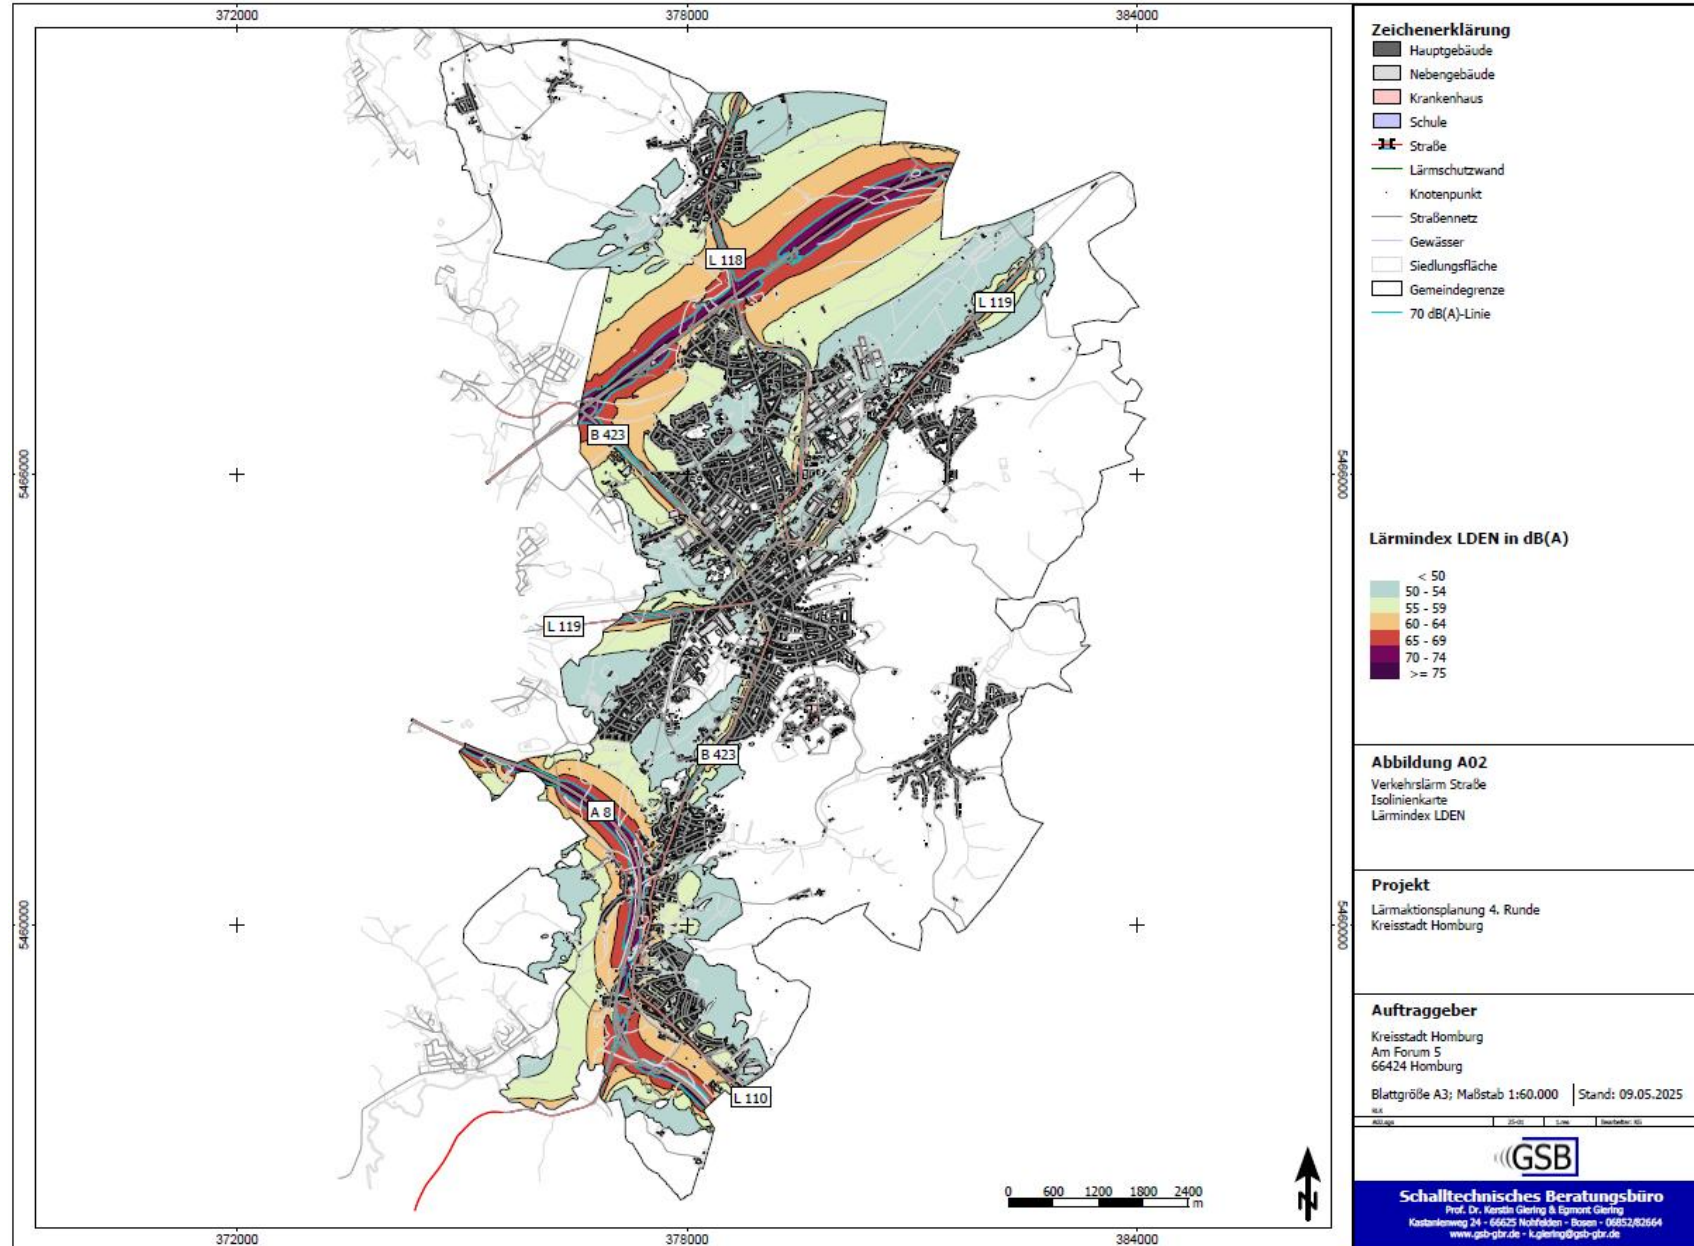 372000
378000
384000
5466000
5466000
5460000
5460000
L 118
L 119
B 423
L 119
B 423
A 8
L 110
0 600 1200 1800 2400
m
N
372000
378000
384000
Zeichenerklärung
Hauptgebäude
Nebengebäude
Krankenhaus
Schule
Straße
Lärmschutzwand
Knotenpunkt
Straßennetz
Gewässer
Siedlungsfläche
Gemeindegrenze
70 dB(A)-Linie
Lärmindex LDEN in dB(A)
< 50
50 - 54
55 - 59
60 - 64
65 - 69
70 - 74
>= 75
Abbildung A02
Verkehrslärm Straße
Isolinienkarte
Lärmindex LDEN
Projekt
Lärmaktionsplanung 4. Runde
Kreisstadt Homburg
Auftraggeber
Kreisstadt Homburg
Am Forum 5
66424 Homburg
Blattgröße A3; Maßstab 1:60.000 Stand: 09.05.2025
GSB
Schalltechnisches Beratungsbüro
Prof. Dr. Kerstin Giering & Egmont Giering
Kastanienweg 24 - 66625 Nohfelden - Bosen - 06852/82664
www.gsb-gbr.de - k.giering@gsb-gbr.de